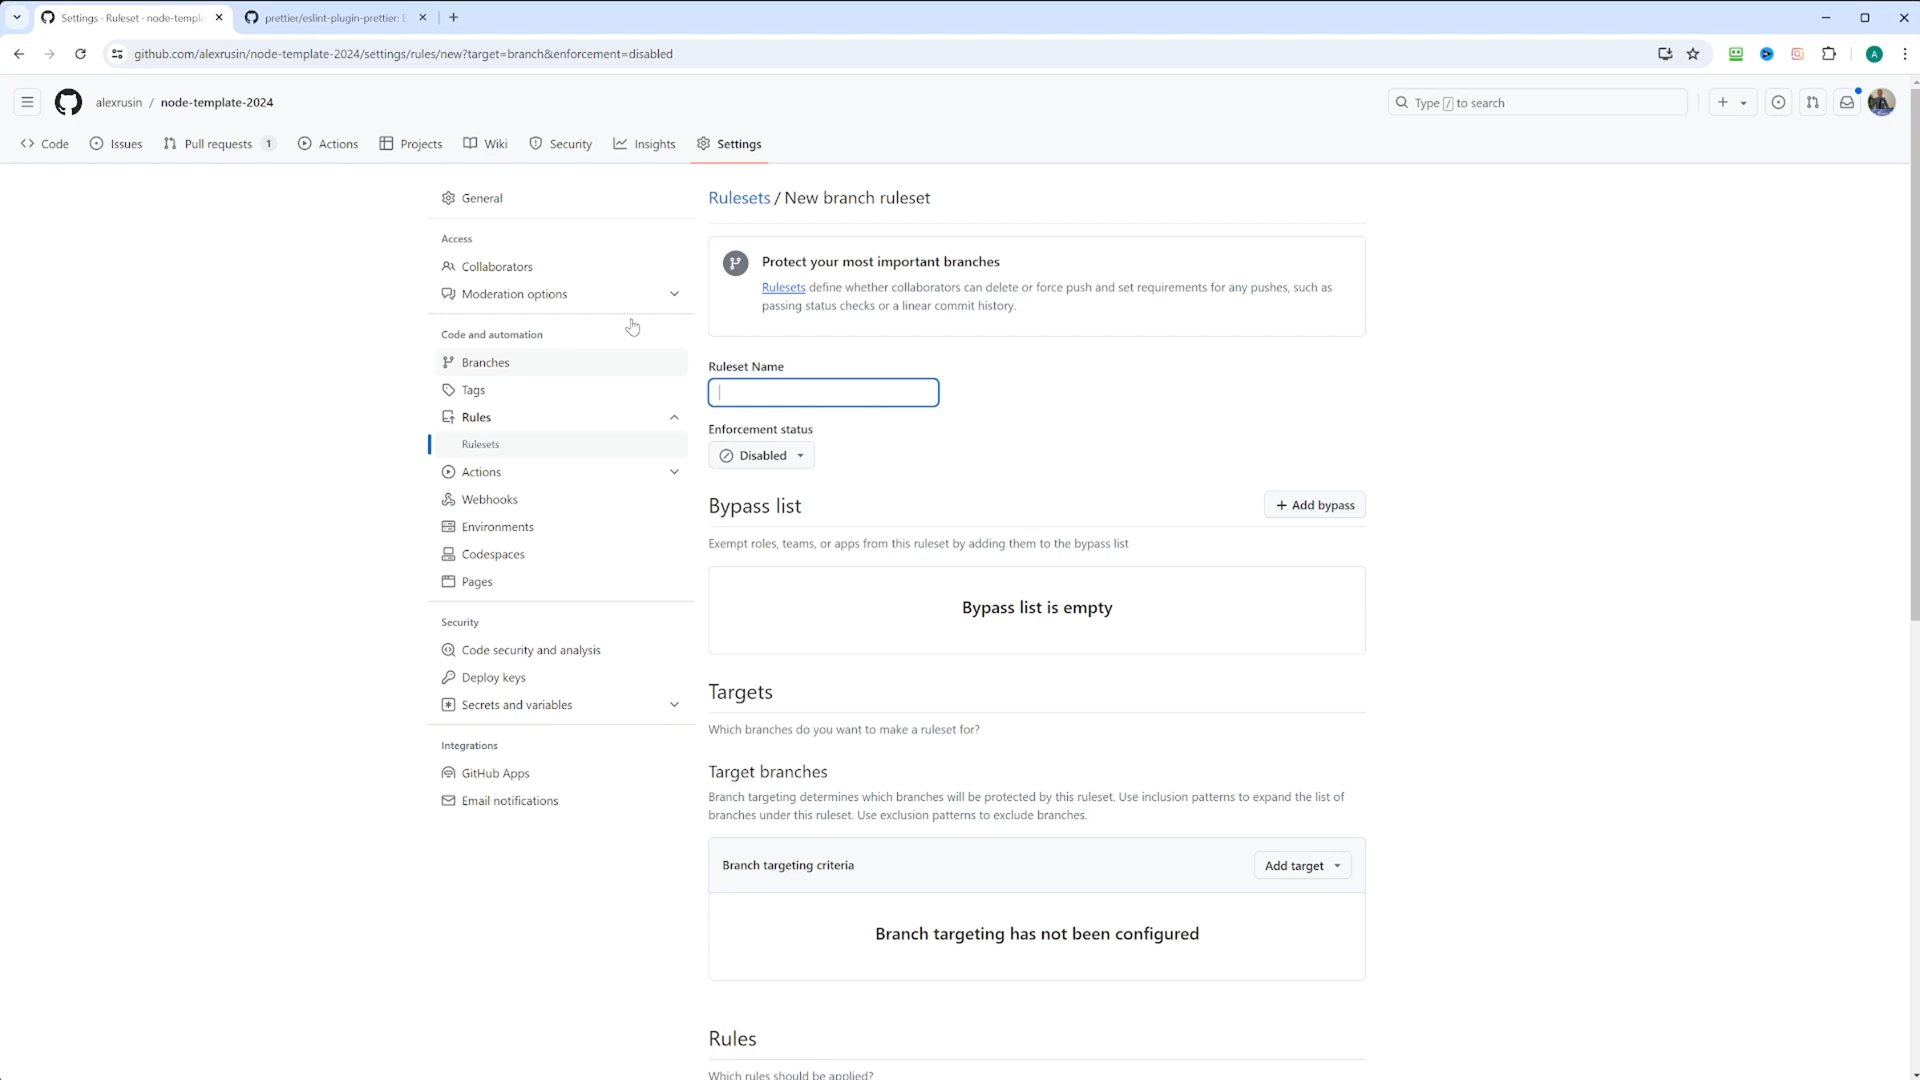 Settings · Ruleset · node-templ
prettier/eslint-plugin-prettier: E
github.com/alexrusin/node-template-2024/settings/rules/new?target=branch&enforcement=disabled
A
alexrusin / node-template-2024
Type / to search
Code
Issues
Pull requests 1
Actions
Projects
Wiki
Security
Insights
Settings
General
Access
Collaborators
Moderation options
Code and automation
Branches
Tags
Rules
Rulesets
Actions
Webhooks
Environments
Codespaces
Pages
Security
Code security and analysis
Deploy keys
Secrets and variables
Integrations
GitHub Apps
Email notifications
Rulesets / New branch ruleset
Protect your most important branches
Rulesets define whether collaborators can delete or force push and set requirements for any pushes, such as
passing status checks or a linear commit history.
Ruleset Name
Enforcement status
Disabled
Bypass list
Add bypass
Exempt roles, teams, or apps from this ruleset by adding them to the bypass list
Bypass list is empty
Targets
Which branches do you want to make a ruleset for?
Target branches
Branch targeting determines which branches will be protected by this ruleset. Use inclusion patterns to expand the list of
branches under this ruleset. Use exclusion patterns to exclude branches.
Branch targeting criteria
Add target
Branch targeting has not been configured
Rules
Which rules should be applied?